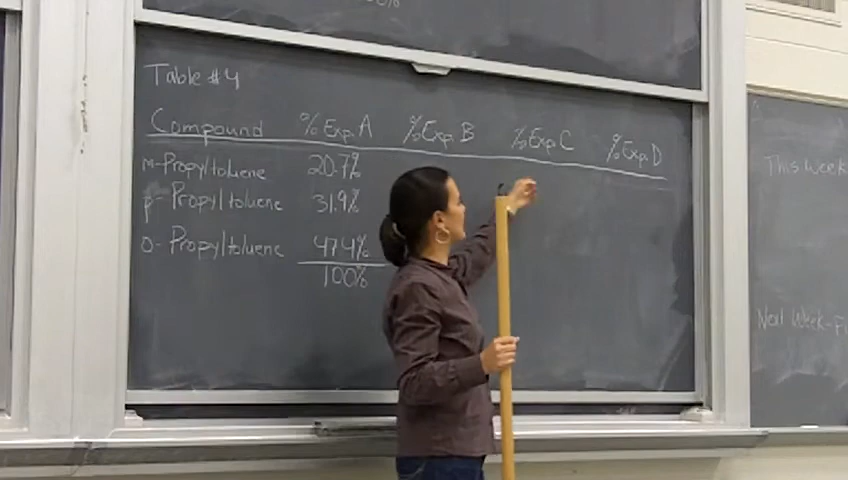 Table #4
Compound % Exp. A % Exp. B % Exp. C % Exp. D
m-Propyltoluene 20.7%
p-Propyltoluene 31.9%
o-Propyltoluene 47.4%
100%
This Week
Next Week-